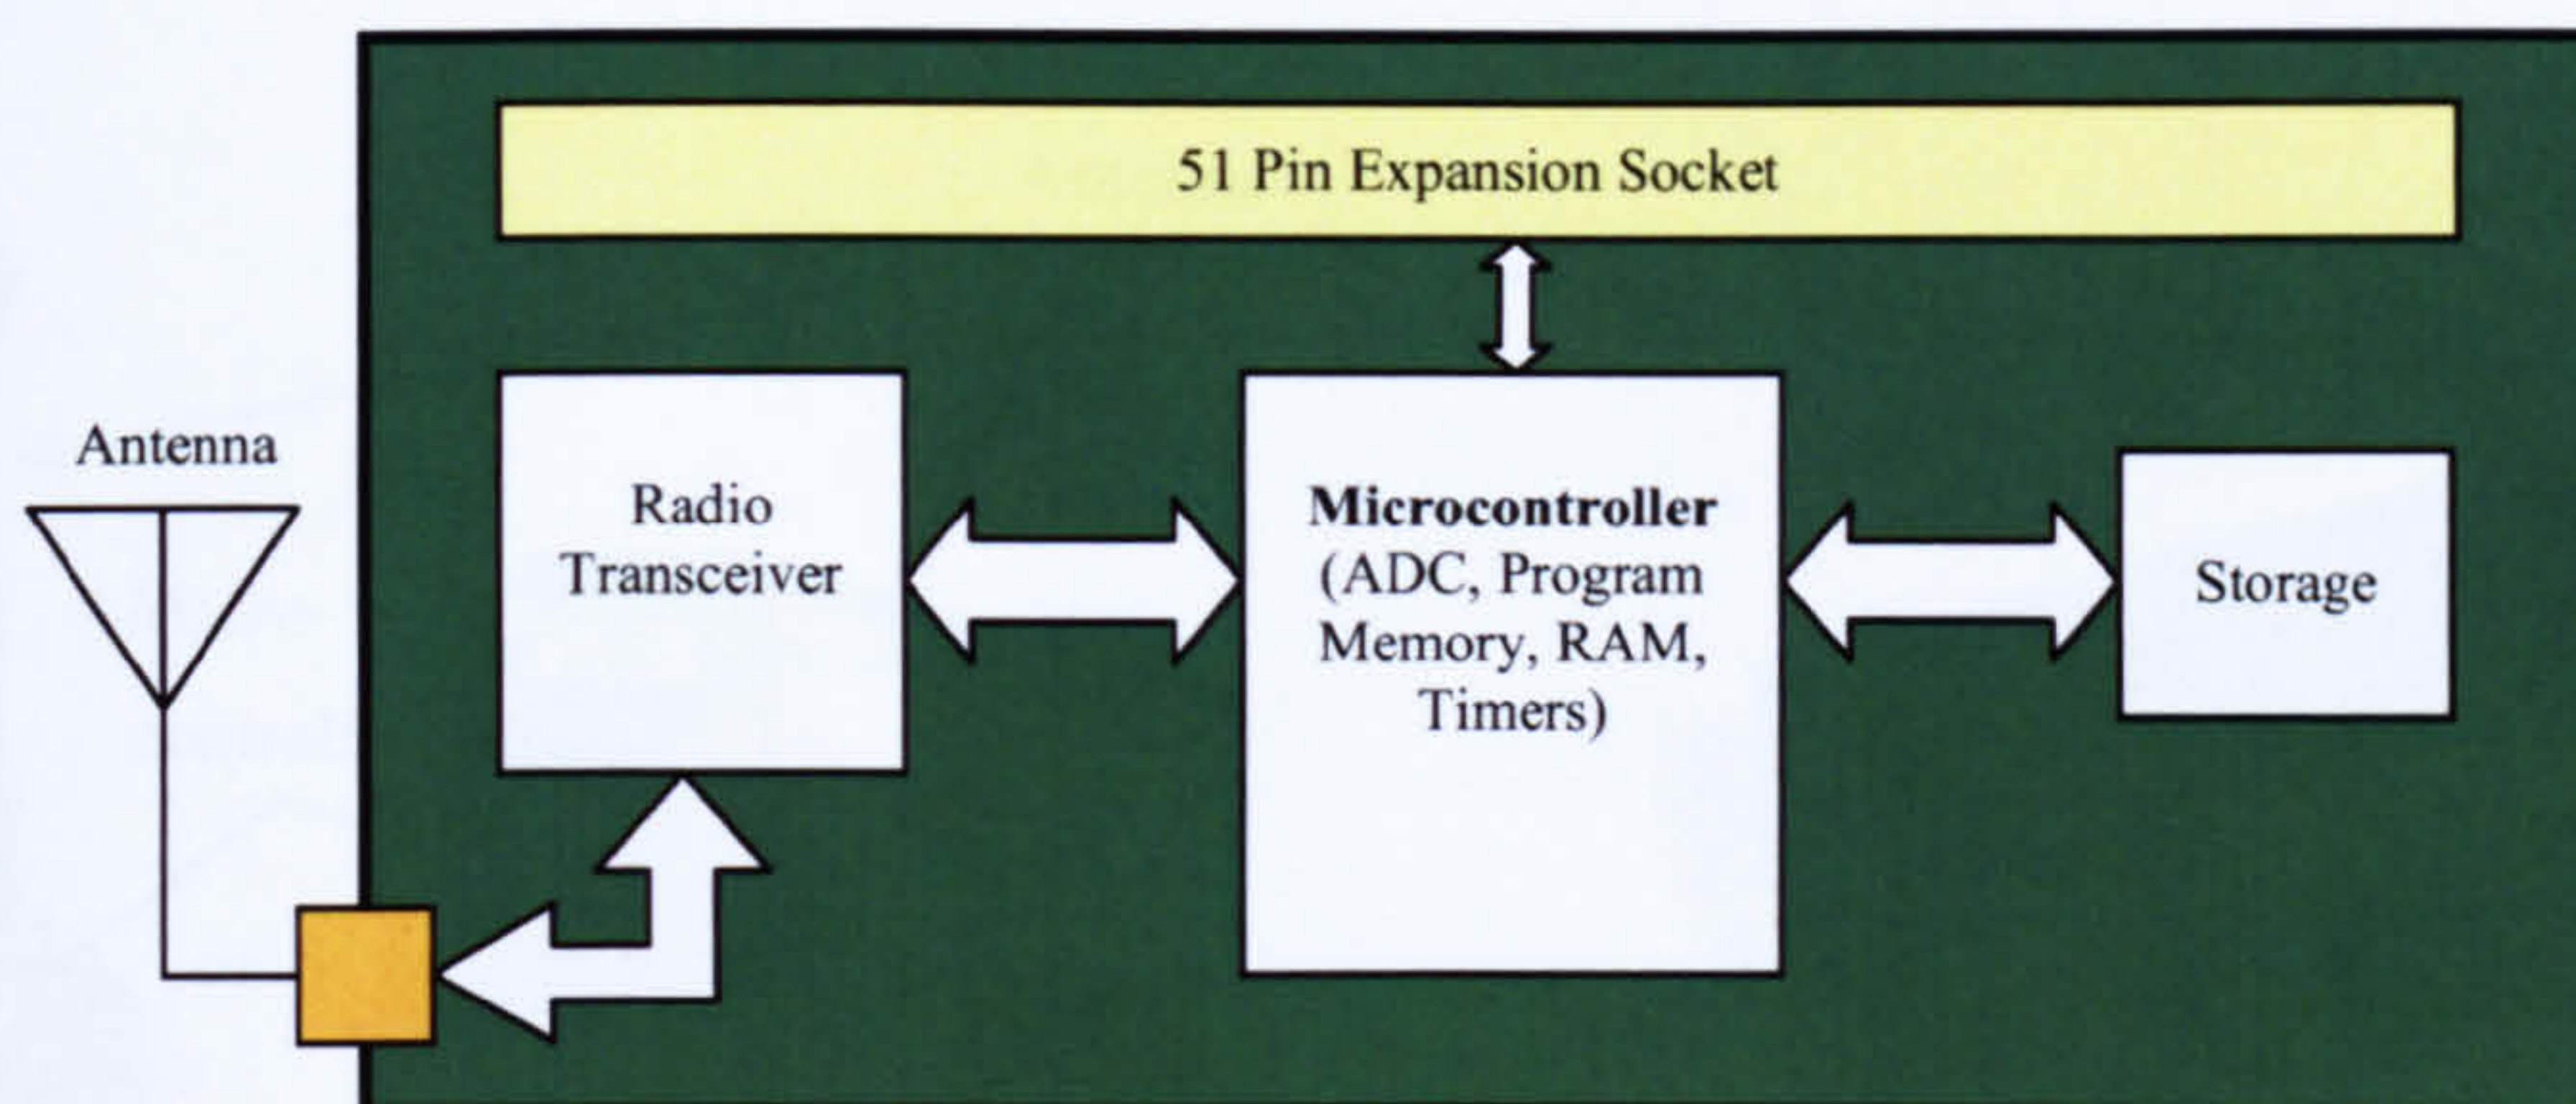 51 Pin Expansion Socket
Antenna
Radio
Transceiver
Microcontroller
(ADC, Program
Memory, RAM,
Timers)
Storage